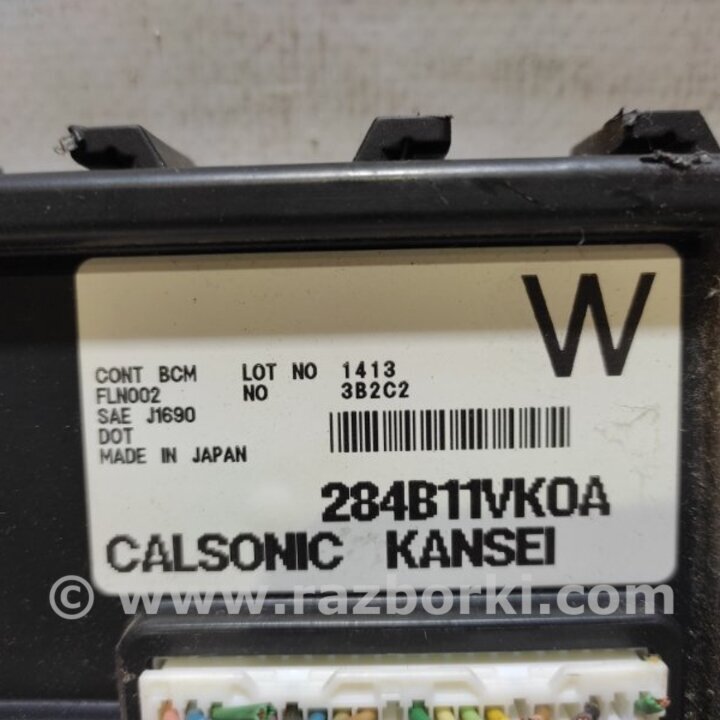 W
CONT BCM LOT NO 1413
FLN002 NO 3B2C2
SAE J1690
DOT
MADE IN JAPAN
284B11VK0A
CALSONIC KANSEI
© www.razborki.com